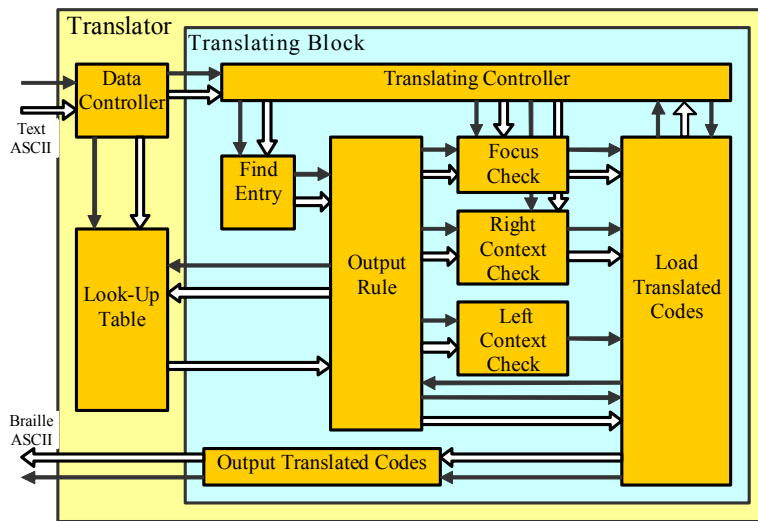 Translator
Translating Block
Data
Controller
Translating Controller
Text
ASCII
Find
Entry
Focus
Check
Output
Rule
Right
Context
Check
Load
Translated
Codes
Look-Up
Table
Left
Context
Check
Braille
ASCII
Output Translated Codes